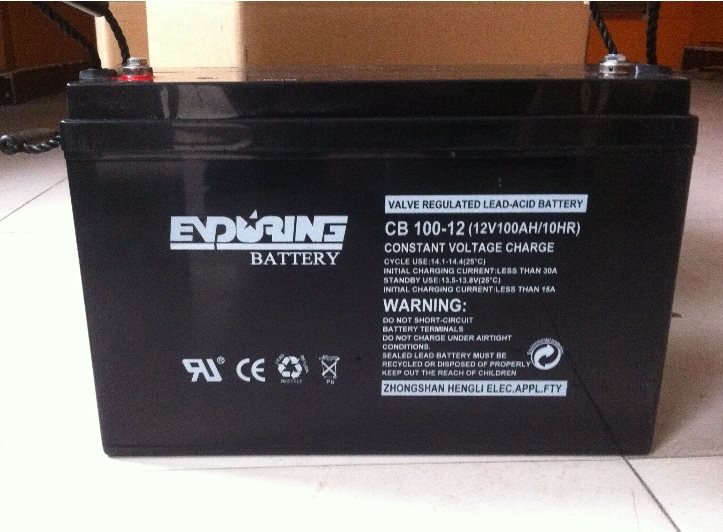 ENDURING
BATTERY
VALVE REGULATED LEAD-ACID BATTERY
CB 100-12 (12V100AH/10HR)
CONSTANT VOLTAGE CHARGE
CYCLE USE:14.1-14.4(25°C)
INITIAL CHARGING CURRENT:LESS THAN 30A
STANDBY USE:13.5-13.8V(25°C)
INITIAL CHARGING CURRENT:LESS THAN 15A
WARNING:
DO NOT SHORT-CIRCUIT
BATTERY TERMINALS
DO NOT CHARGE UNDER AIRTIGHT
CONDITIONS.
SEALED LEAD BATTERY MUST BE
RECYCLED OR DISPOSED OF PROPERLY
KEEP OUT THE REACH OF CHILDREN
ZHONGSHAN HENGLI ELEC.APPL.FTY
CE
RECYCLE
Pb